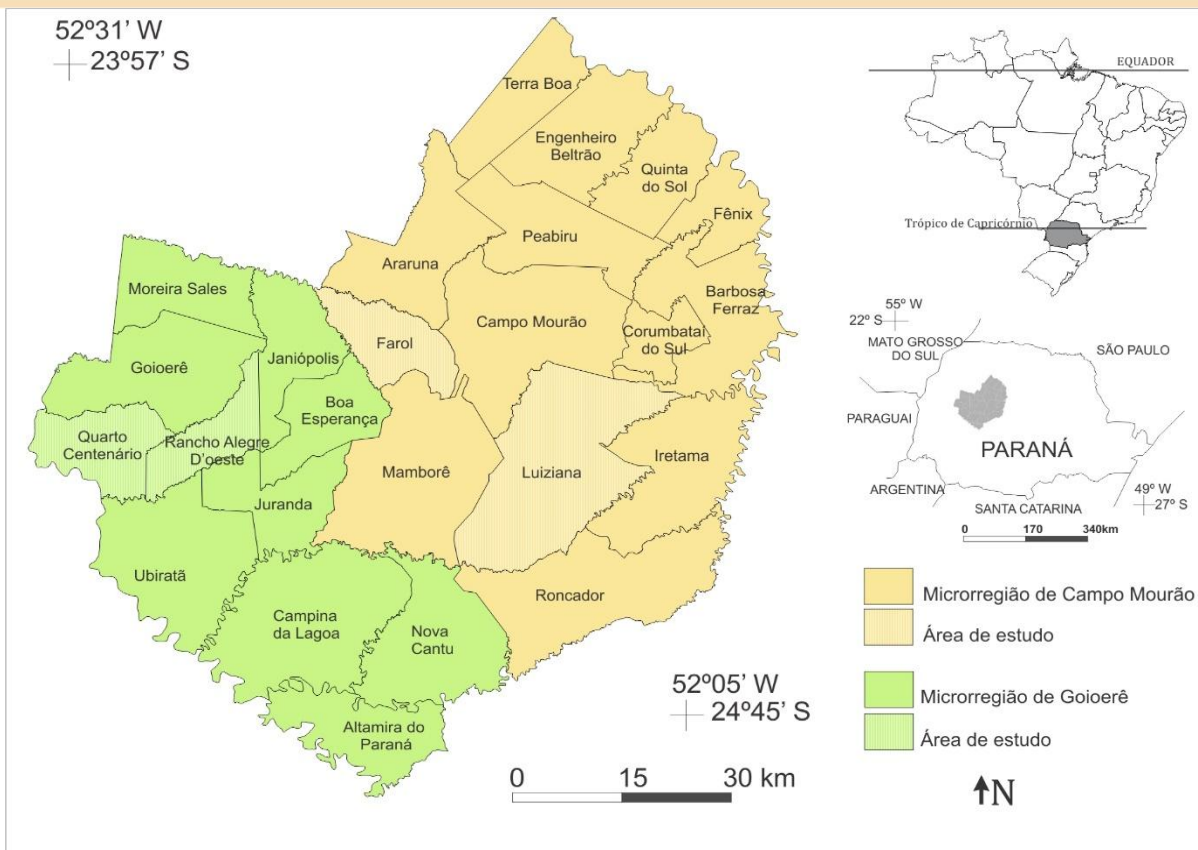 52º31' W
23º57' S
Terra Boa
Engenheiro
Beltrão
Quinta
do Sol
Fênix
Peabiru
Araruna
Barbosa
Ferraz
Moreira Sales
Campo Mourão
Corumbataí
do Sul
Farol
Janiópolis
Goioerê
Boa
Esperança
Quarto
Centenário
Rancho Alegre
D'oeste
Mamborê
Luiziana
Iretama
Juranda
Ubiratã
Roncador
Campina
da Lagoa
Nova
Cantu
Altamira do
Paraná
52º05' W
24º45' S
0 15 30 km
EQUADOR
Trópico de Capricórnio
55º W
22º S
MATO GROSSO
DO SUL
SÃO PAULO
PARAGUAI
PARANÁ
ARGENTINA
SANTA CATARINA
49º W
27º S
0 170 340km
Microrregião de Campo Mourão
Área de estudo
Microrregião de Goioerê
Área de estudo
N